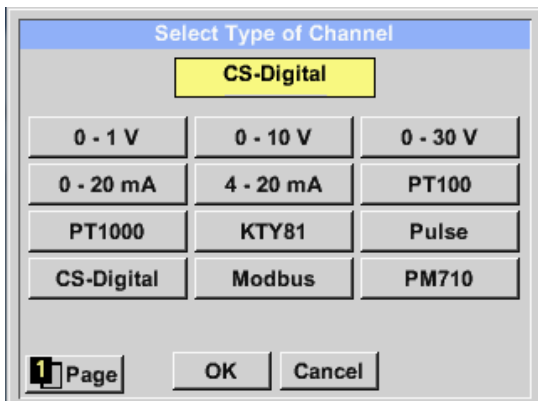 Select Type of Channel
CS-Digital
0 - 1 V 0 - 10 V 0 - 30 V
0 - 20 mA 4 - 20 mA PT100
PT1000 KTY81 Pulse
CS-Digital Modbus PM710
1 Page OK Cancel